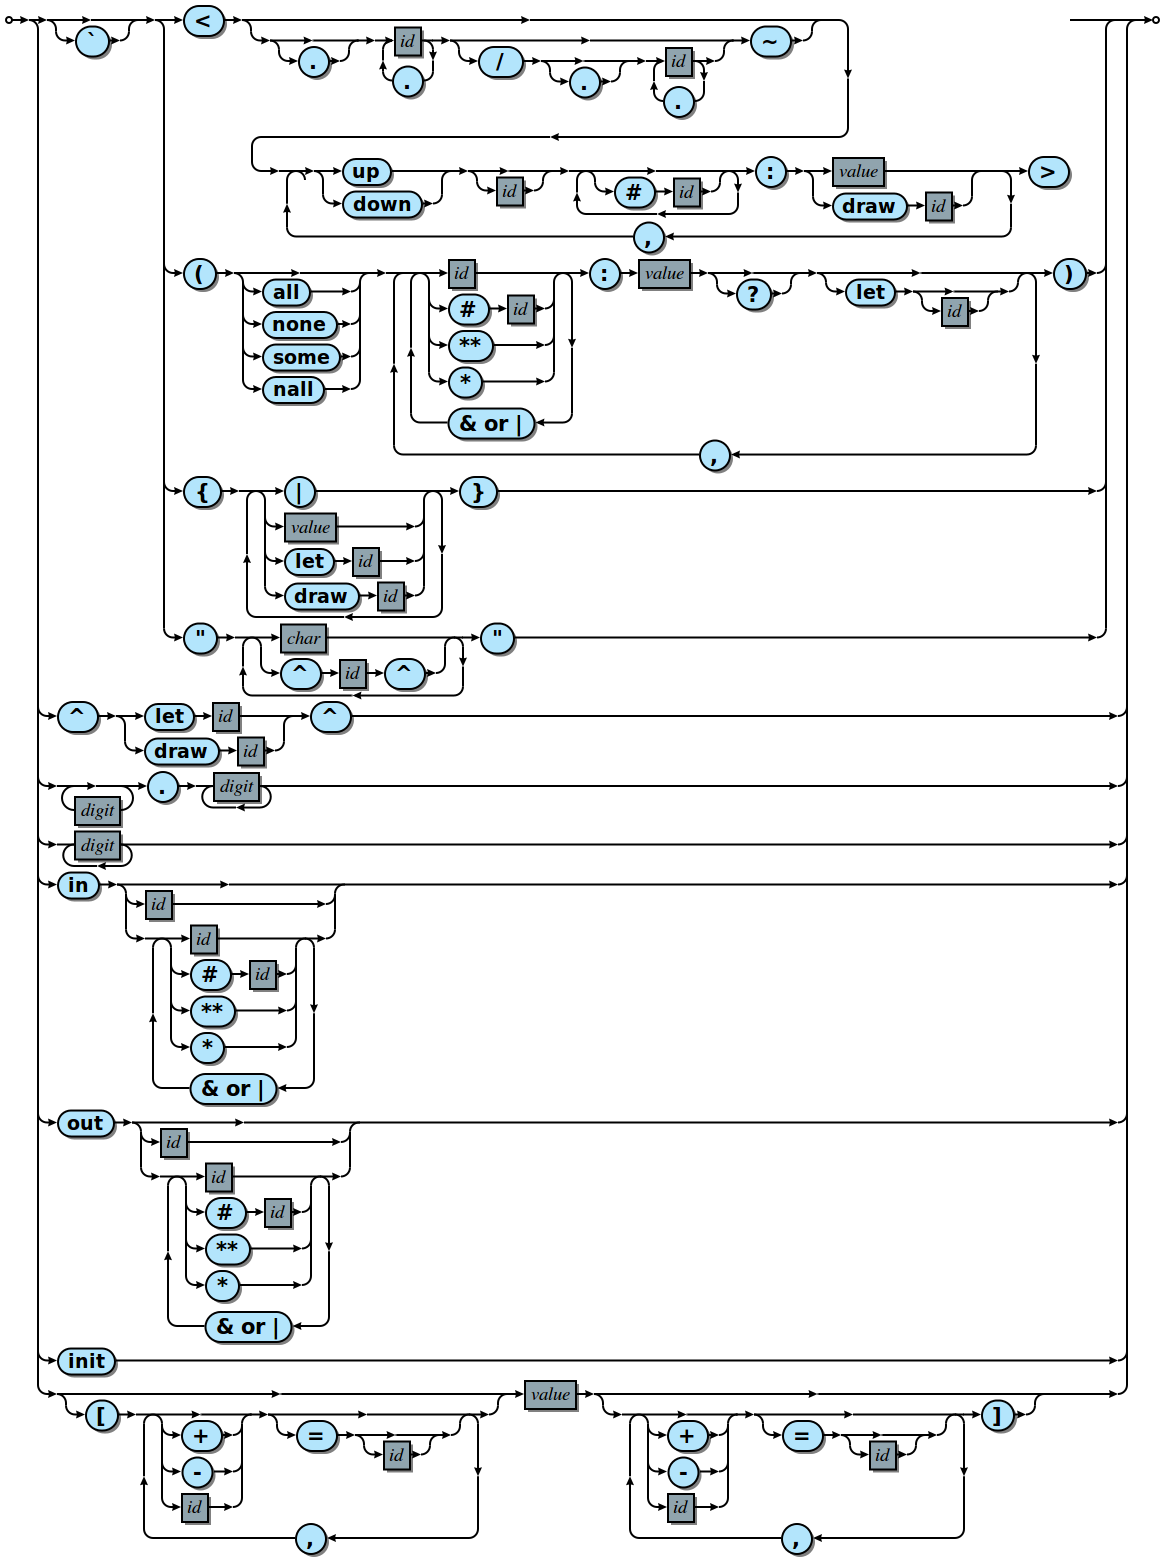 ` < ~
. id / id
. . .
up id # id : value >
down draw id
,
( id : value ? let )
all # id id
none **
some *
nall & or |
,
{ | }
value
let id
draw id
" char "
^ id ^
^ let id ^
draw id
. digit
digit
digit
in
id
id
# id
**
*
& or |
out
id
id
# id
**
*
& or |
init
value
[ + = id + = id ]
- -
id id
, ,